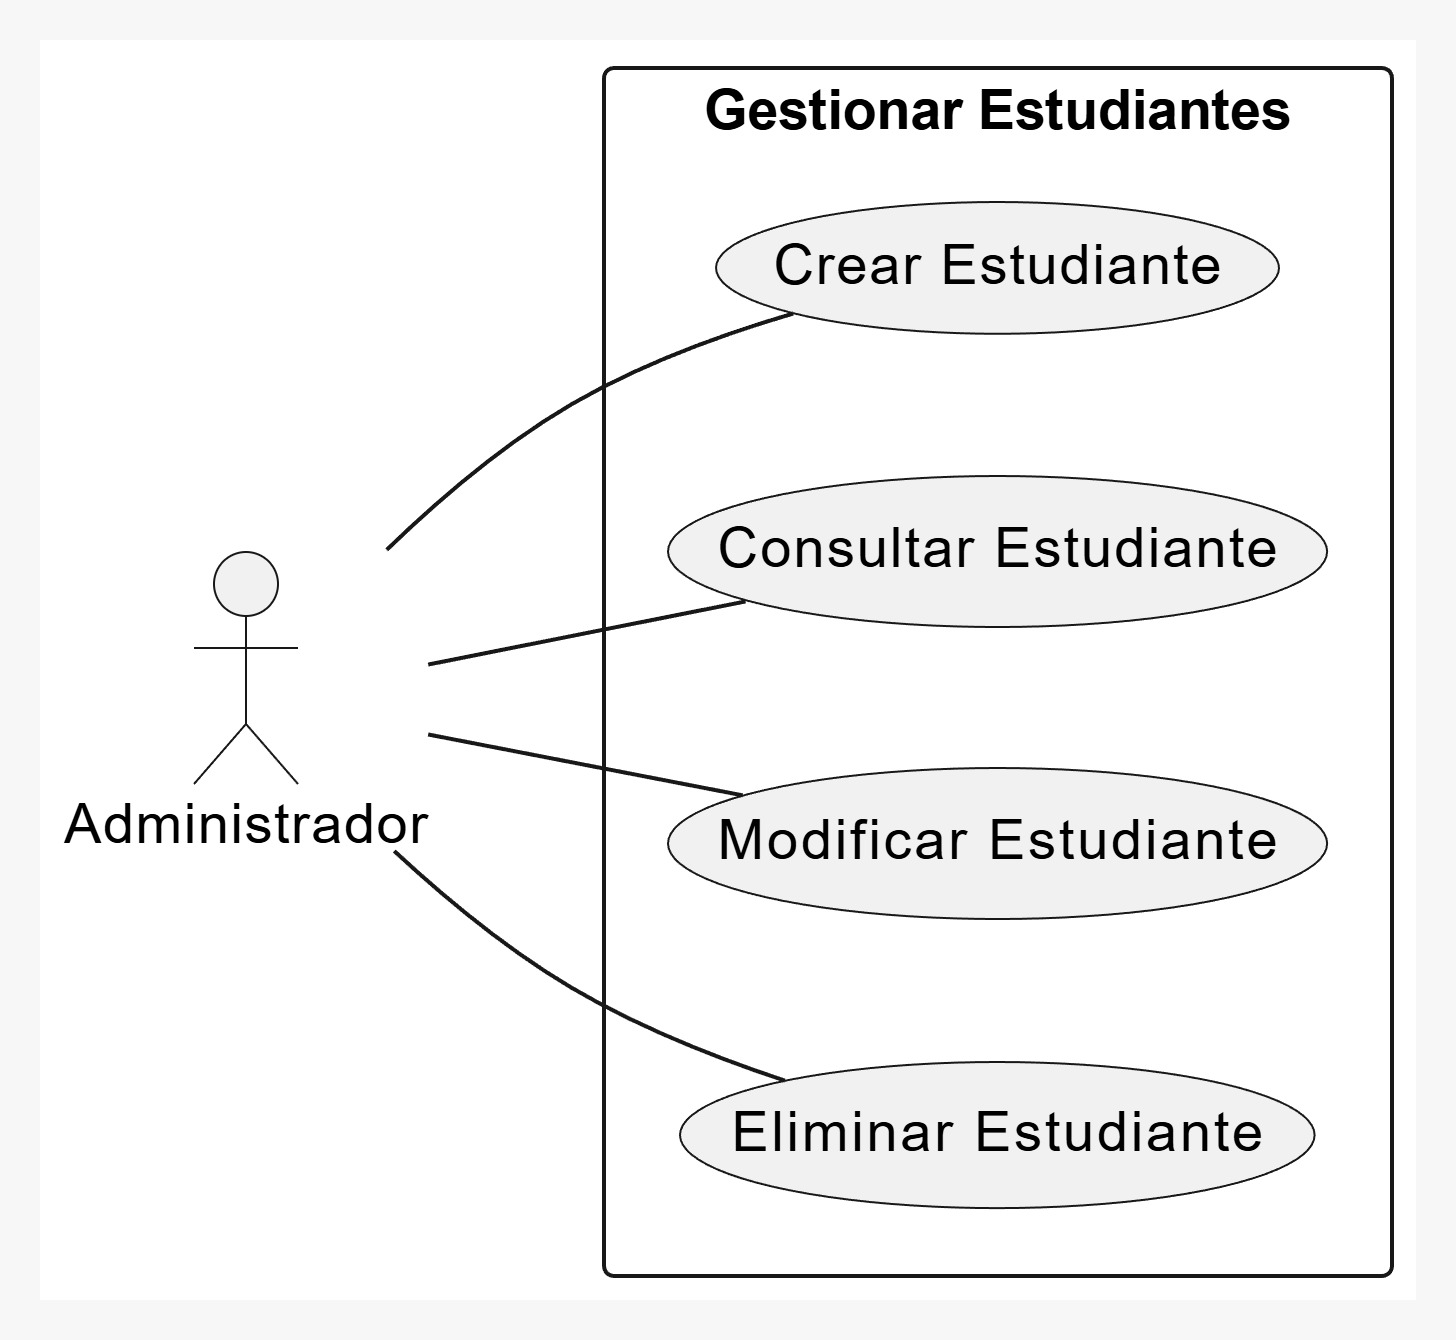 Gestionar Estudiantes
Crear Estudiante
Consultar Estudiante
Modificar Estudiante
Administrador
Eliminar Estudiante